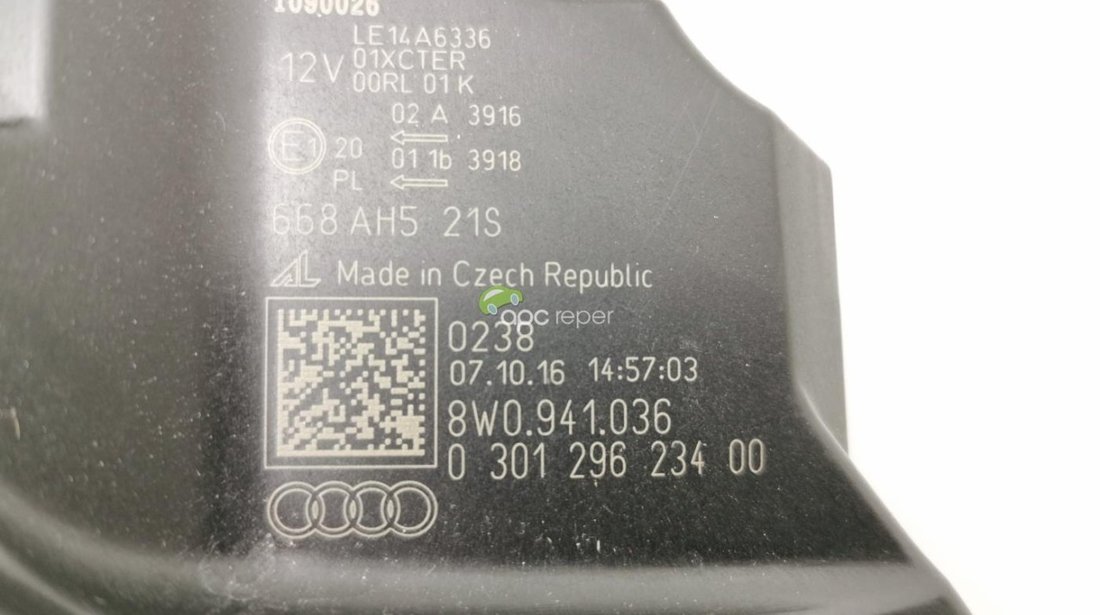 1090026
LE14A6336
12V 01XCTER
00RL 01K
02 A 3916
E1 20 01 1b 3918
PL
668 AH5 21S
AL Made in Czech Republic
apc reper
0238
07.10.16 14:57:03
8W0.941.036
0 301 296 234 00